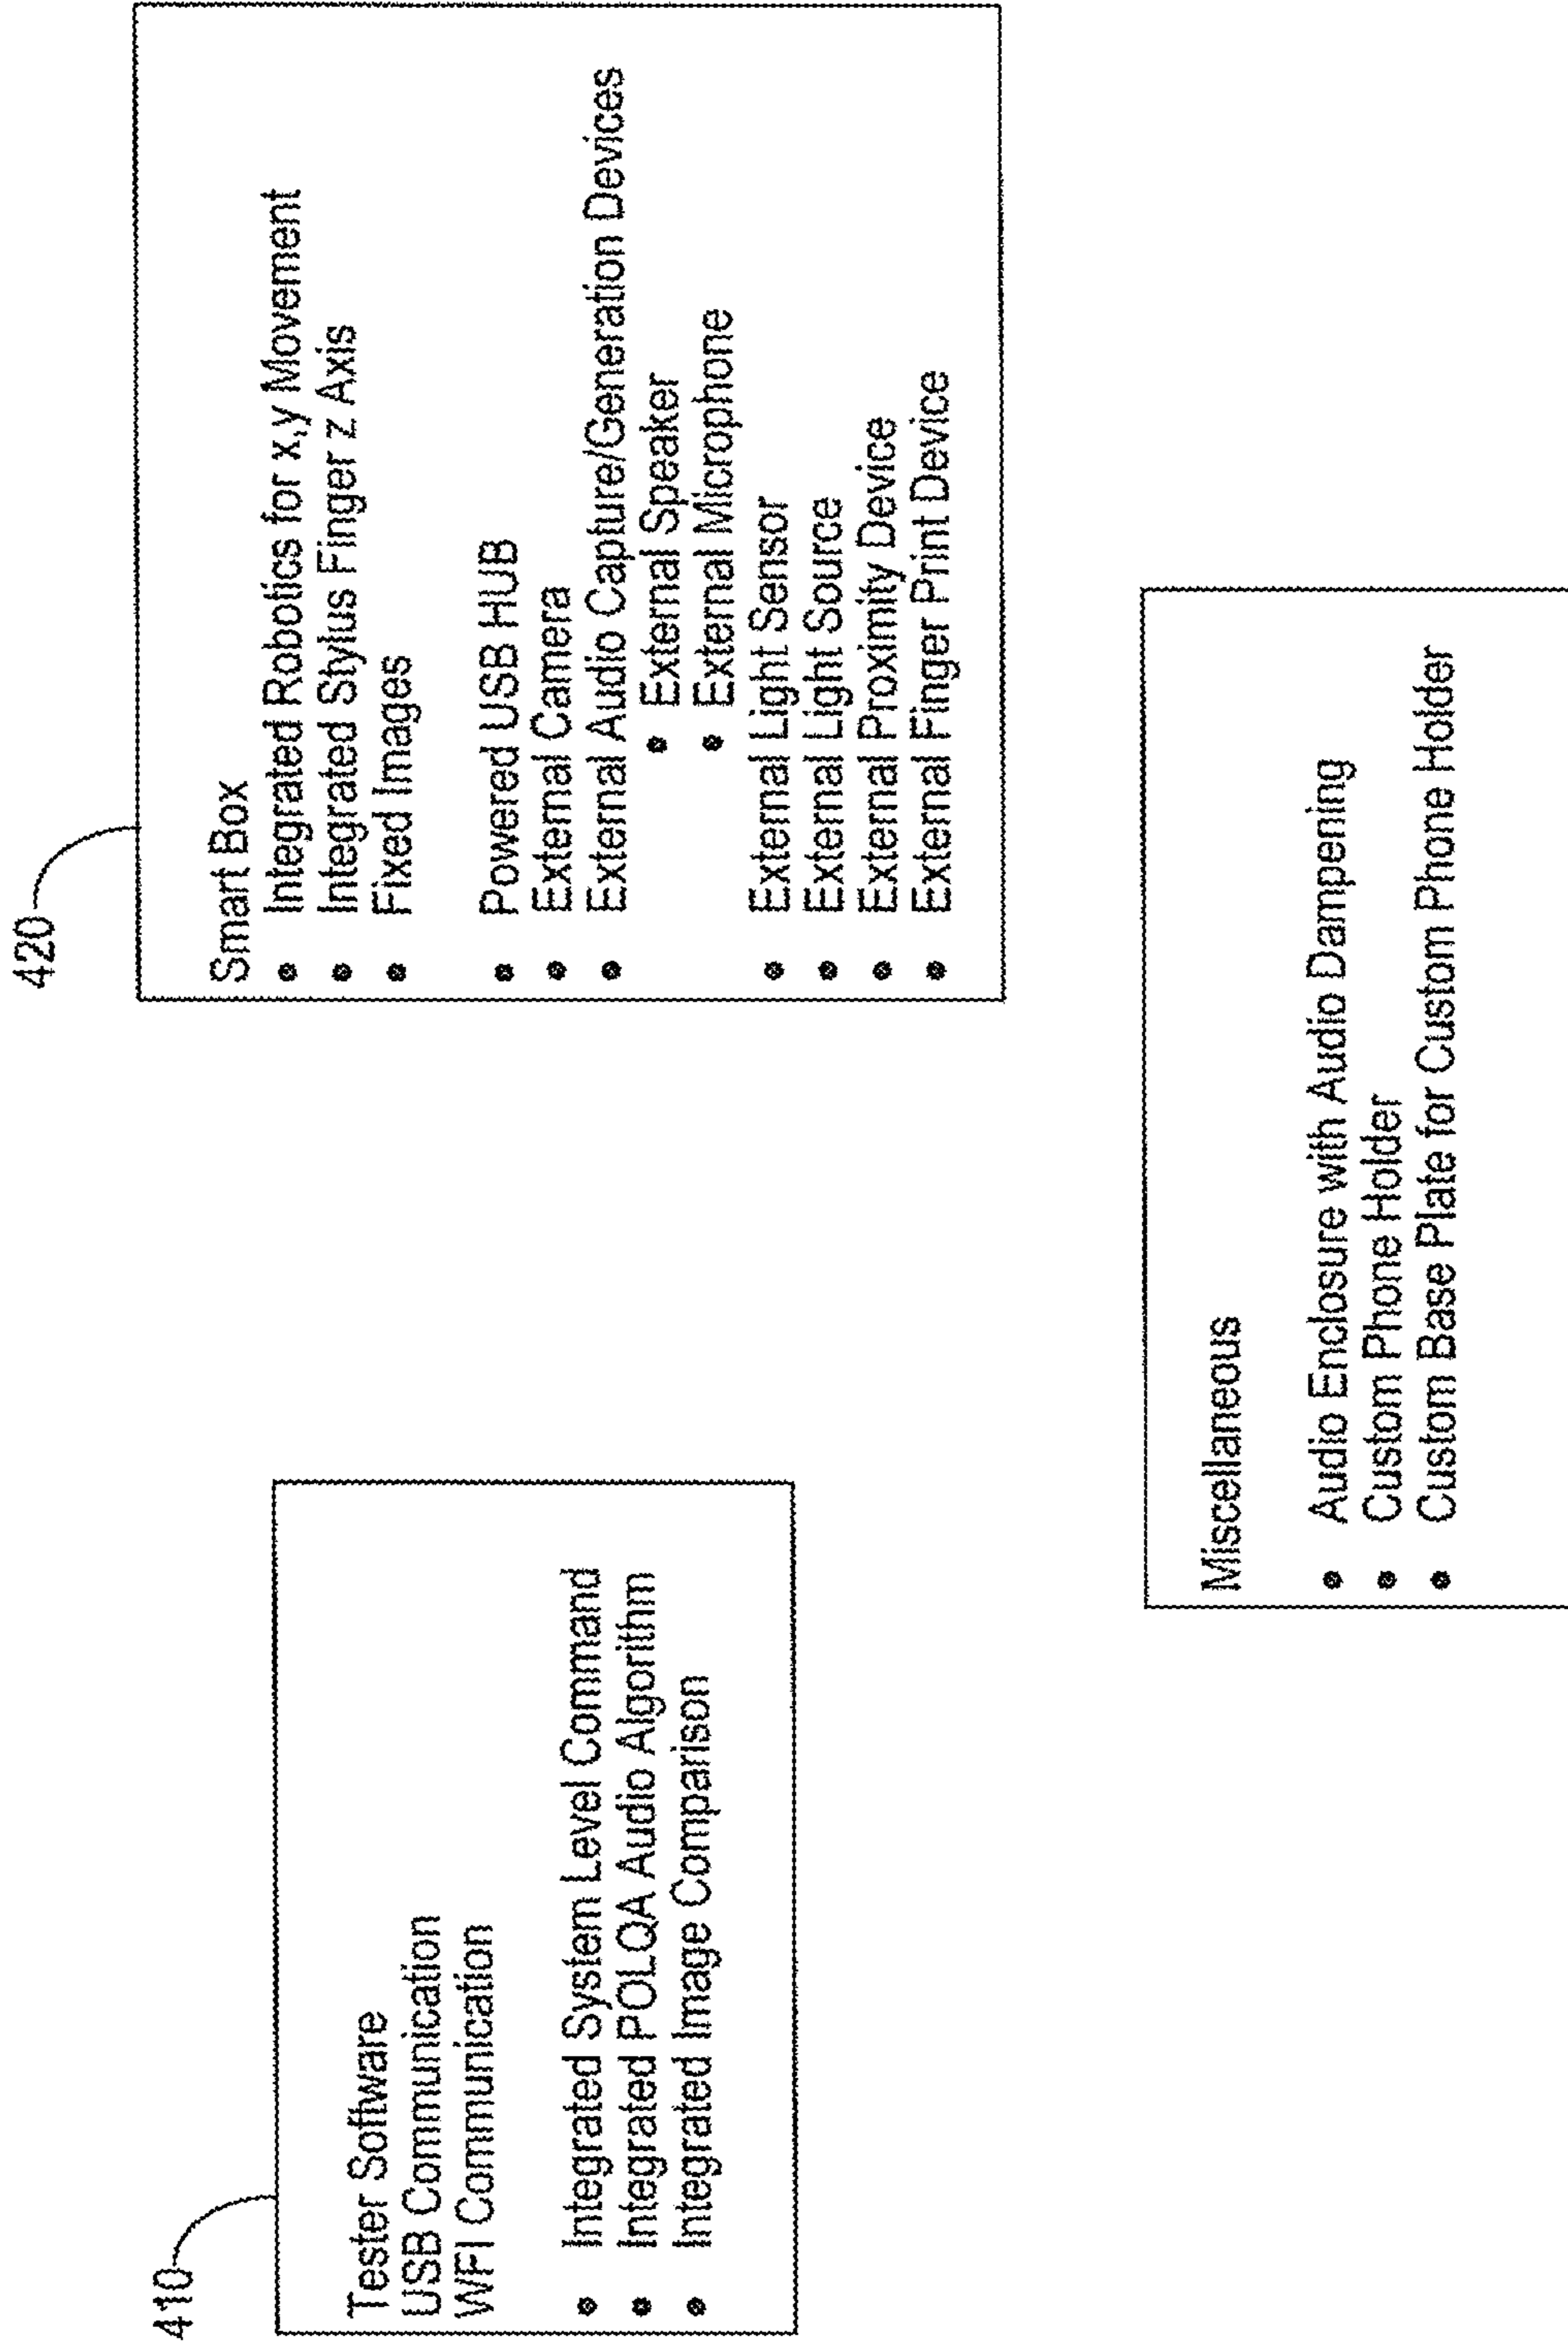 410
Tester Software
USB Communication
WFI Communication
• Integrated System Level Command
• Integrated POLQA Audio Algorithm
• Integrated Image Comparison
420
Smart Box
• Integrated Robotics for x,y Movement
• Integrated Stylus Finger z Axis
• Fixed Images
• Powered USB HUB
• External Camera
• External Audio Capture/Generation Devices
• External Speaker
• External Microphone
• External Light Sensor
• External Light Source
• External Proximity Device
• External Finger Print Device
Miscellaneous
• Audio Enclosure with Audio Dampening
• Custom Phone Holder
• Custom Base Plate for Custom Phone Holder